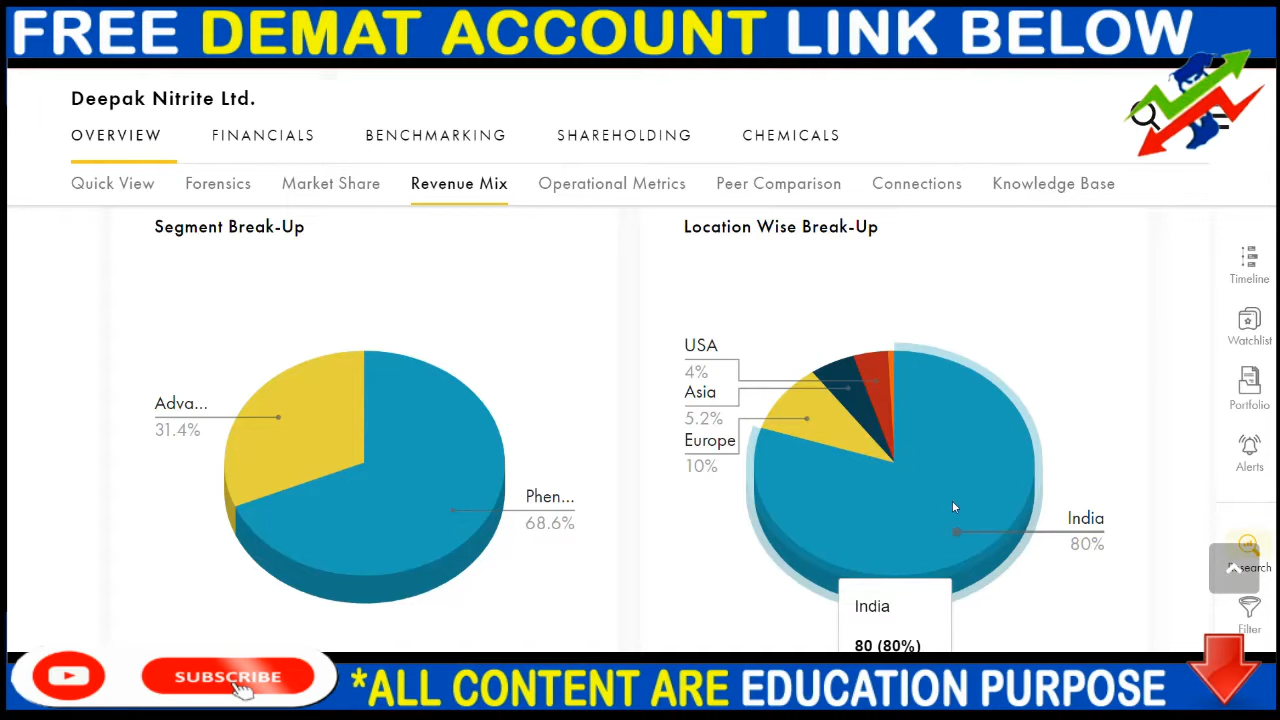 FREE DEMAT ACCOUNT LINK BELOW
Deepak Nitrite Ltd.
OVERVIEW FINANCIALS BENCHMARKING SHAREHOLDING CHEMICALS
Quick View Forensics Market Share Revenue Mix Operational Metrics Peer Comparison Connections Knowledge Base
Segment Break-Up
Adva...
31.4%
Phen...
68.6%
Location Wise Break-Up
USA
4%
Asia
5.2%
Europe
10%
India
80%
India
80 (80%)
Timeline
Watchlist
Portfolio
Alerts
Filter
SUBSCRIBE
*ALL CONTENT ARE EDUCATION PURPOSE